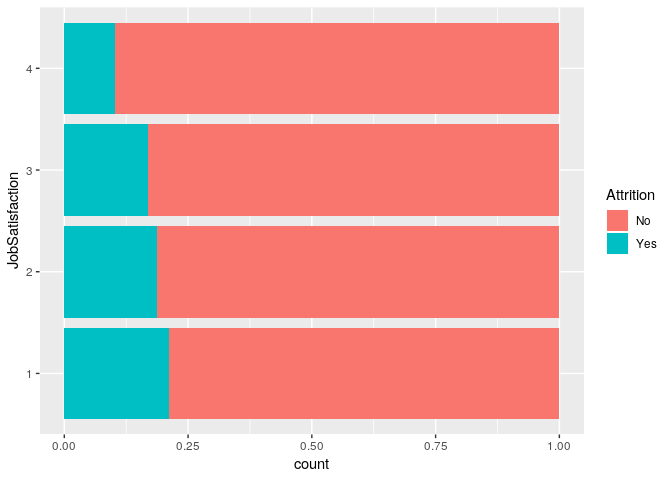 4
3
2
1
JobSatisfaction
0.00 0.25 0.50 0.75 1.00
count
Attrition
No
Yes